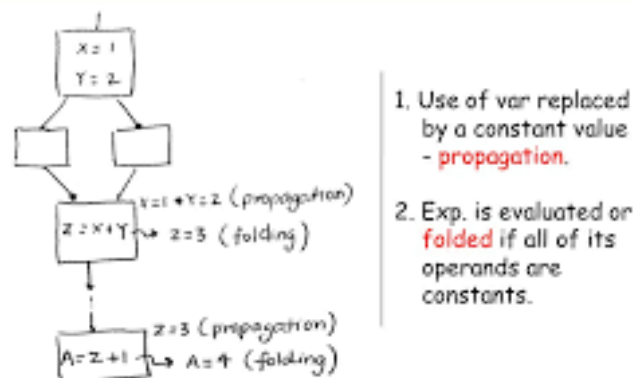 X = 1
Y = 2
X=1 + Y=2 (propagation)
Z = X+Y
Z=3 (folding)
Z=3 (propagation)
A=Z+1
A=4 (folding)
1. Use of var replaced
by a constant value
- propagation.
2. Exp. is evaluated or
folded if all of its
operands are
constants.